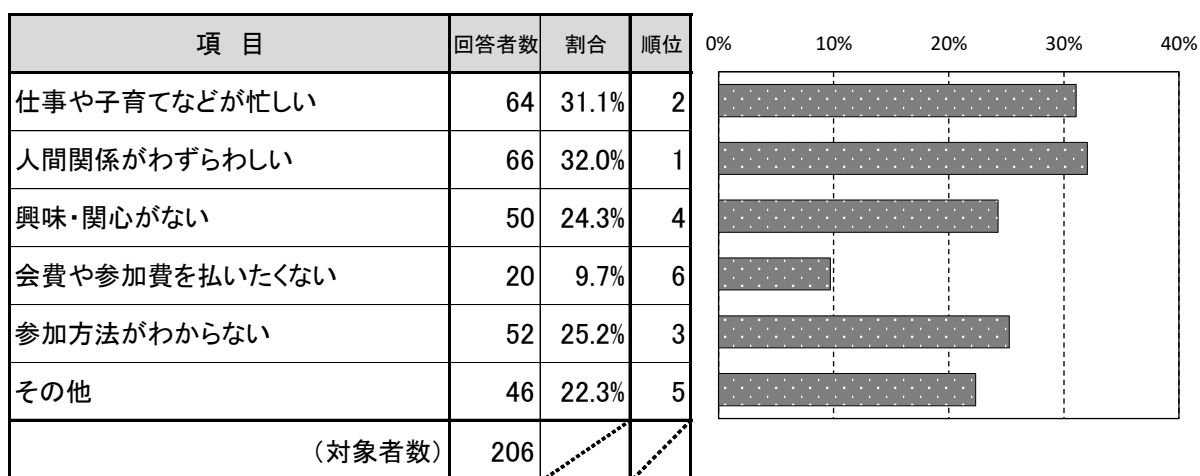 項 目 回答者数 割合 順位 0% 10% 20% 30% 40%
仕事や子育てなどが忙しい 64 31.1% 2
人間関係がわずらわしい 66 32.0% 1
興味・関心がない 50 24.3% 4
会費や参加費を払いたくない 20 9.7% 6
参加方法がわからない 52 25.2% 3
その他 46 22.3% 5
(対象者数) 206